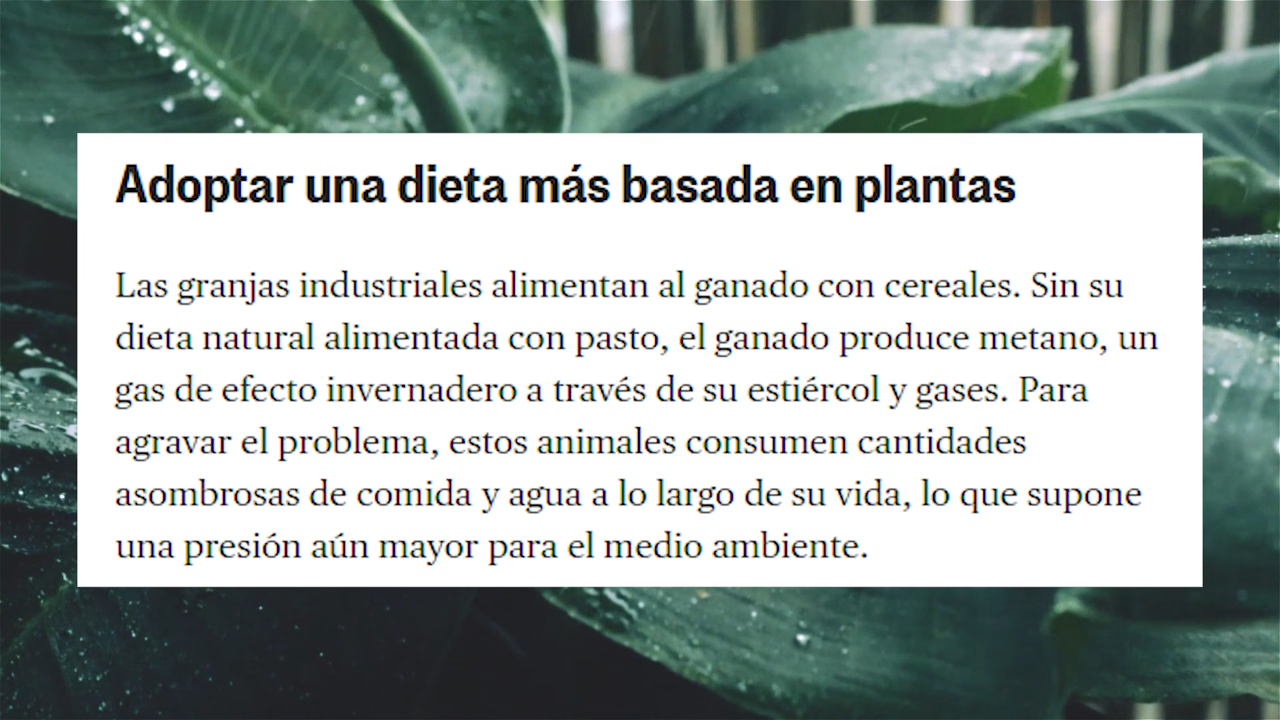 Adoptar una dieta más basada en plantas
Las granjas industriales alimentan al ganado con cereales. Sin su
dieta natural alimentada con pasto, el ganado produce metano, un
gas de efecto invernadero a través de su estiércol y gases. Para
agravar el problema, estos animales consumen cantidades
asombrosas de comida y agua a lo largo de su vida, lo que supone
una presión aún mayor para el medio ambiente.